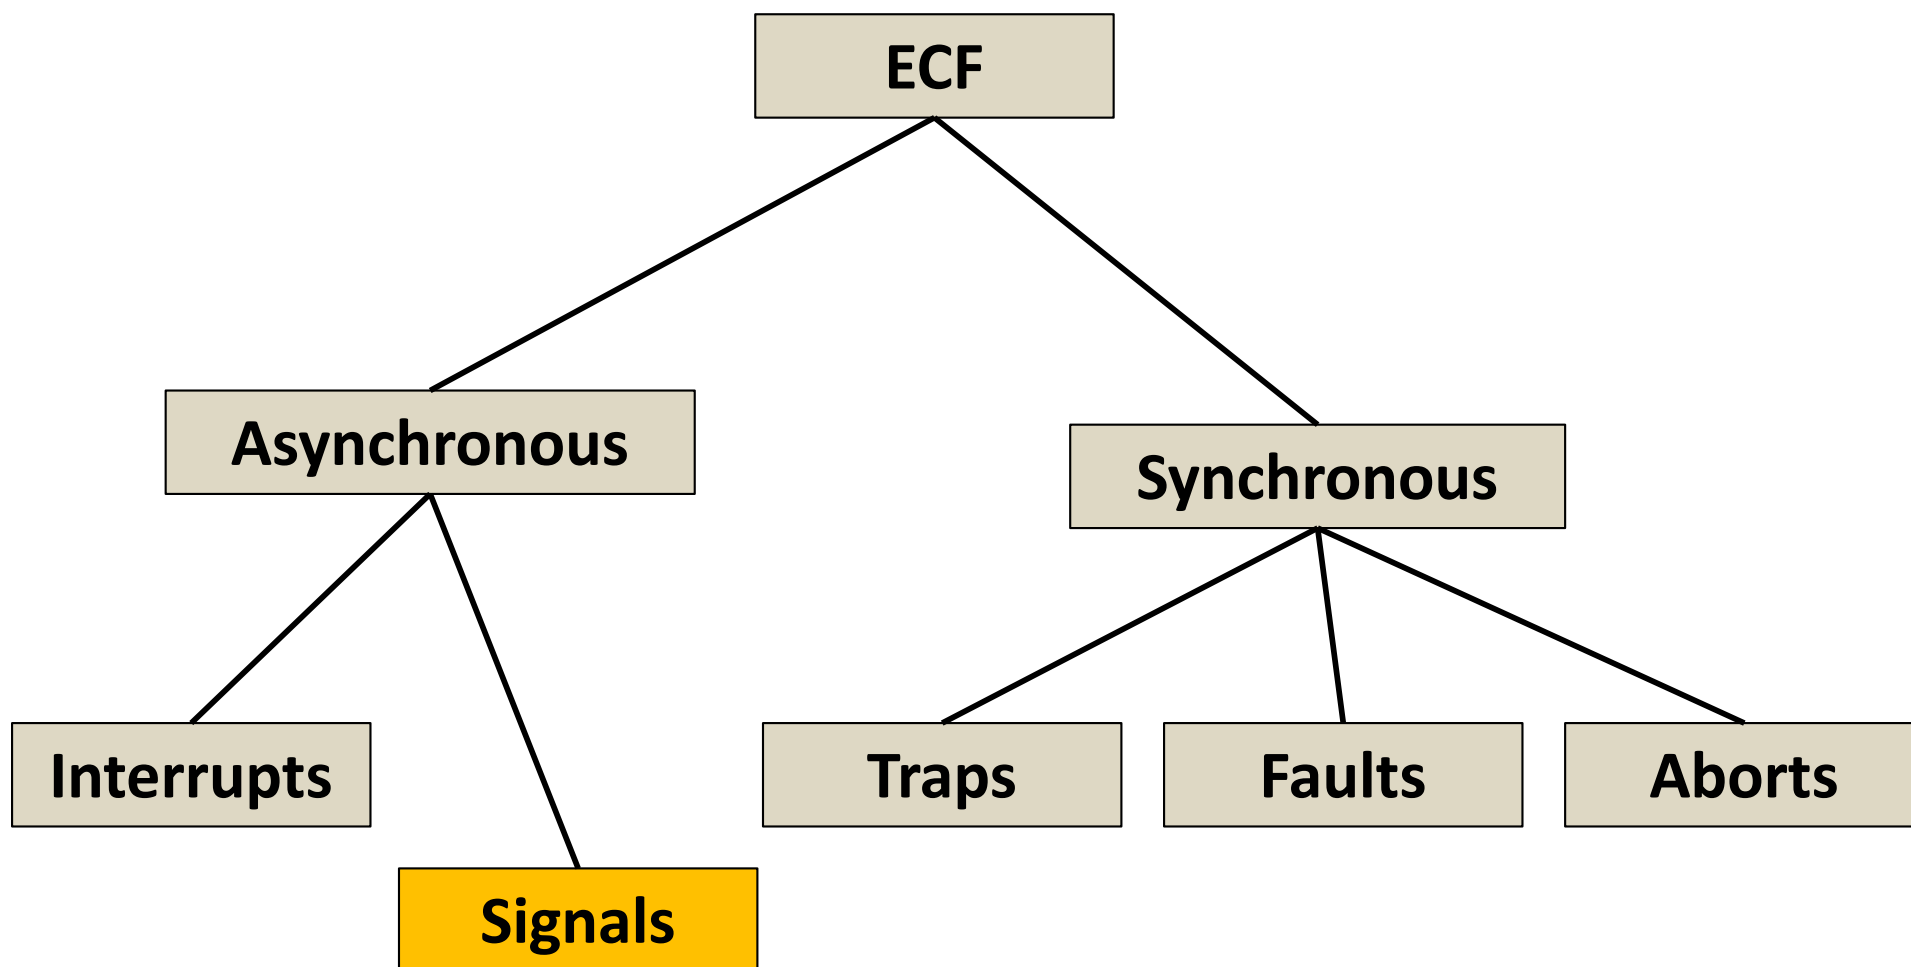 ECF
Asynchronous
Synchronous
Interrupts
Traps
Faults
Aborts
Signals